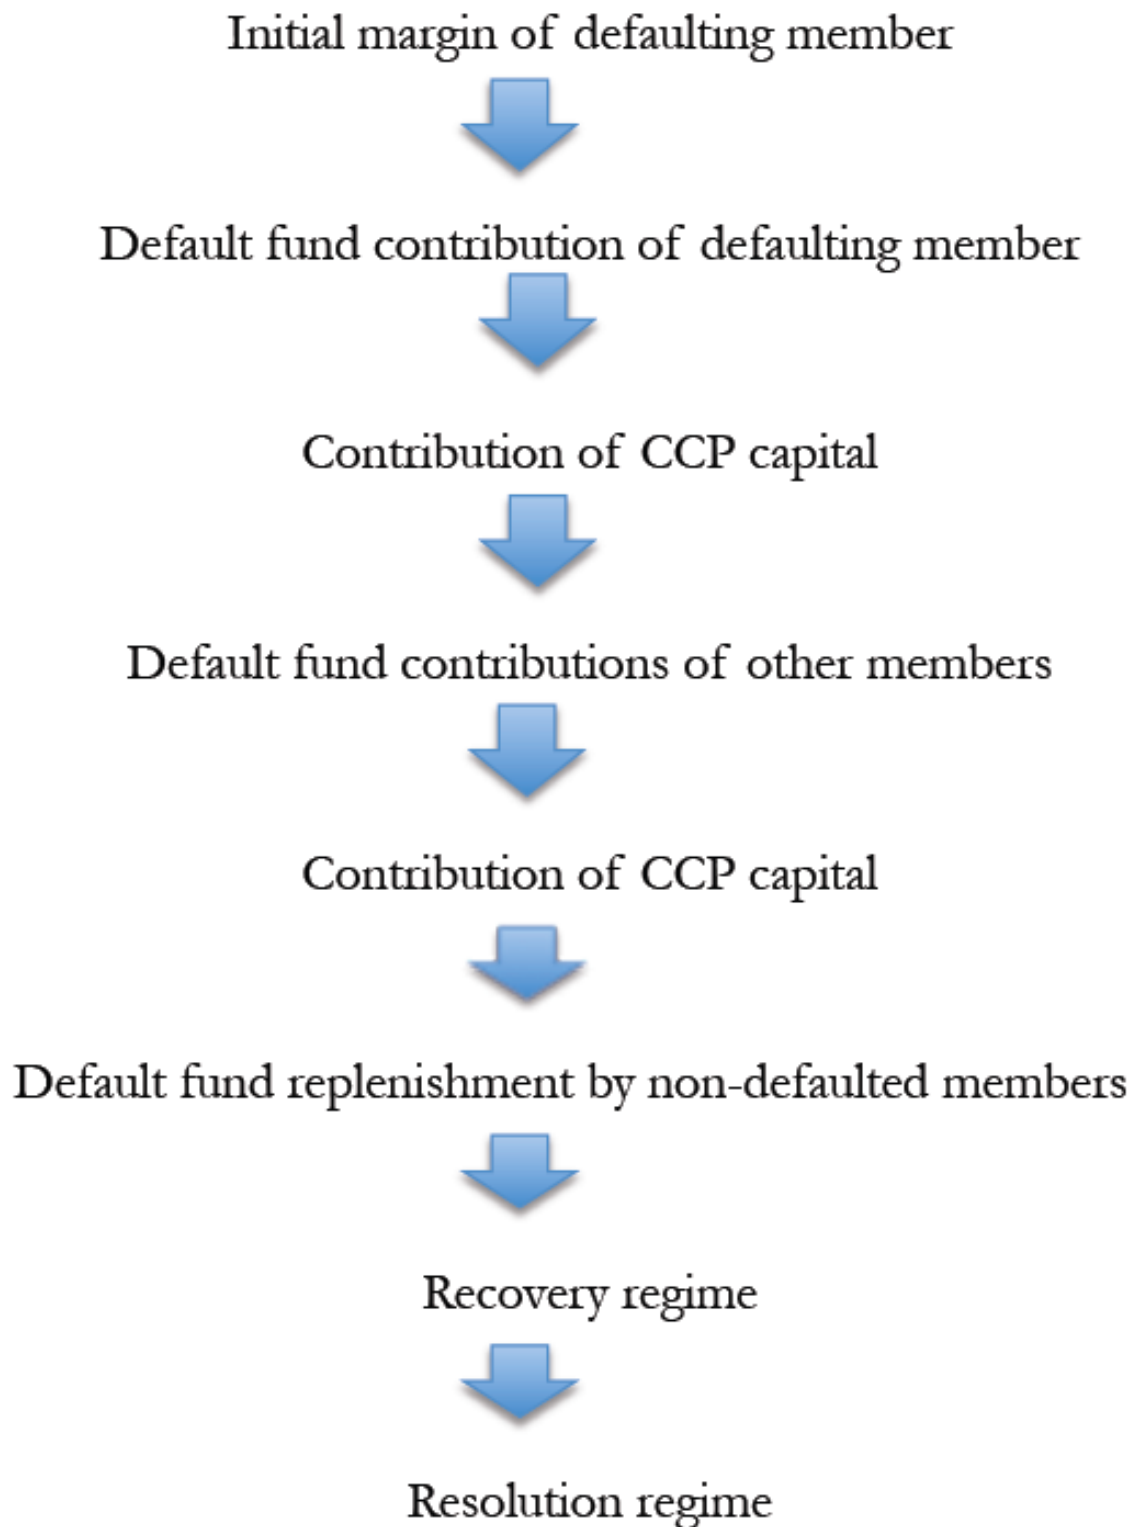 Initial margin of defaulting member
Default fund contribution of defaulting member
Contribution of CCP capital
Default fund contributions of other members
Contribution of CCP capital
Default fund replenishment by non-defaulted members
Recovery regime
Resolution regime